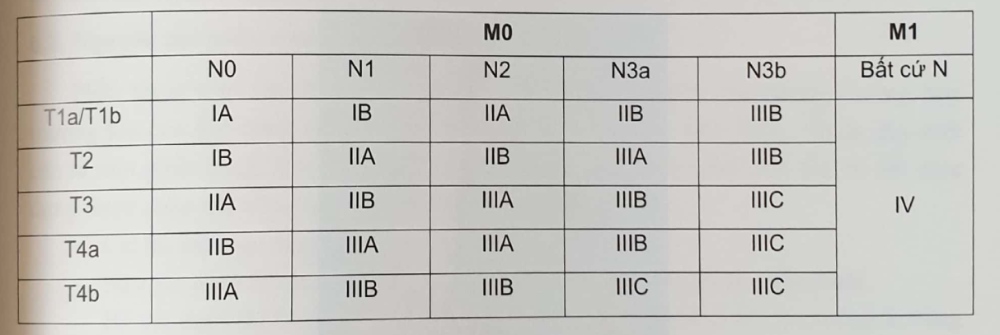 M0 M1
N0 N1 N2 N3a N3b Bất cứ N
T1a/T1b IA IB IIA IIB IIIB
T2 IB IIA IIB IIIA IIIB
T3 IIA IIB IIIA IIIB IIIC IV
T4a IIB IIIA IIIA IIIB IIIC
T4b IIIA IIIB IIIB IIIC IIIC